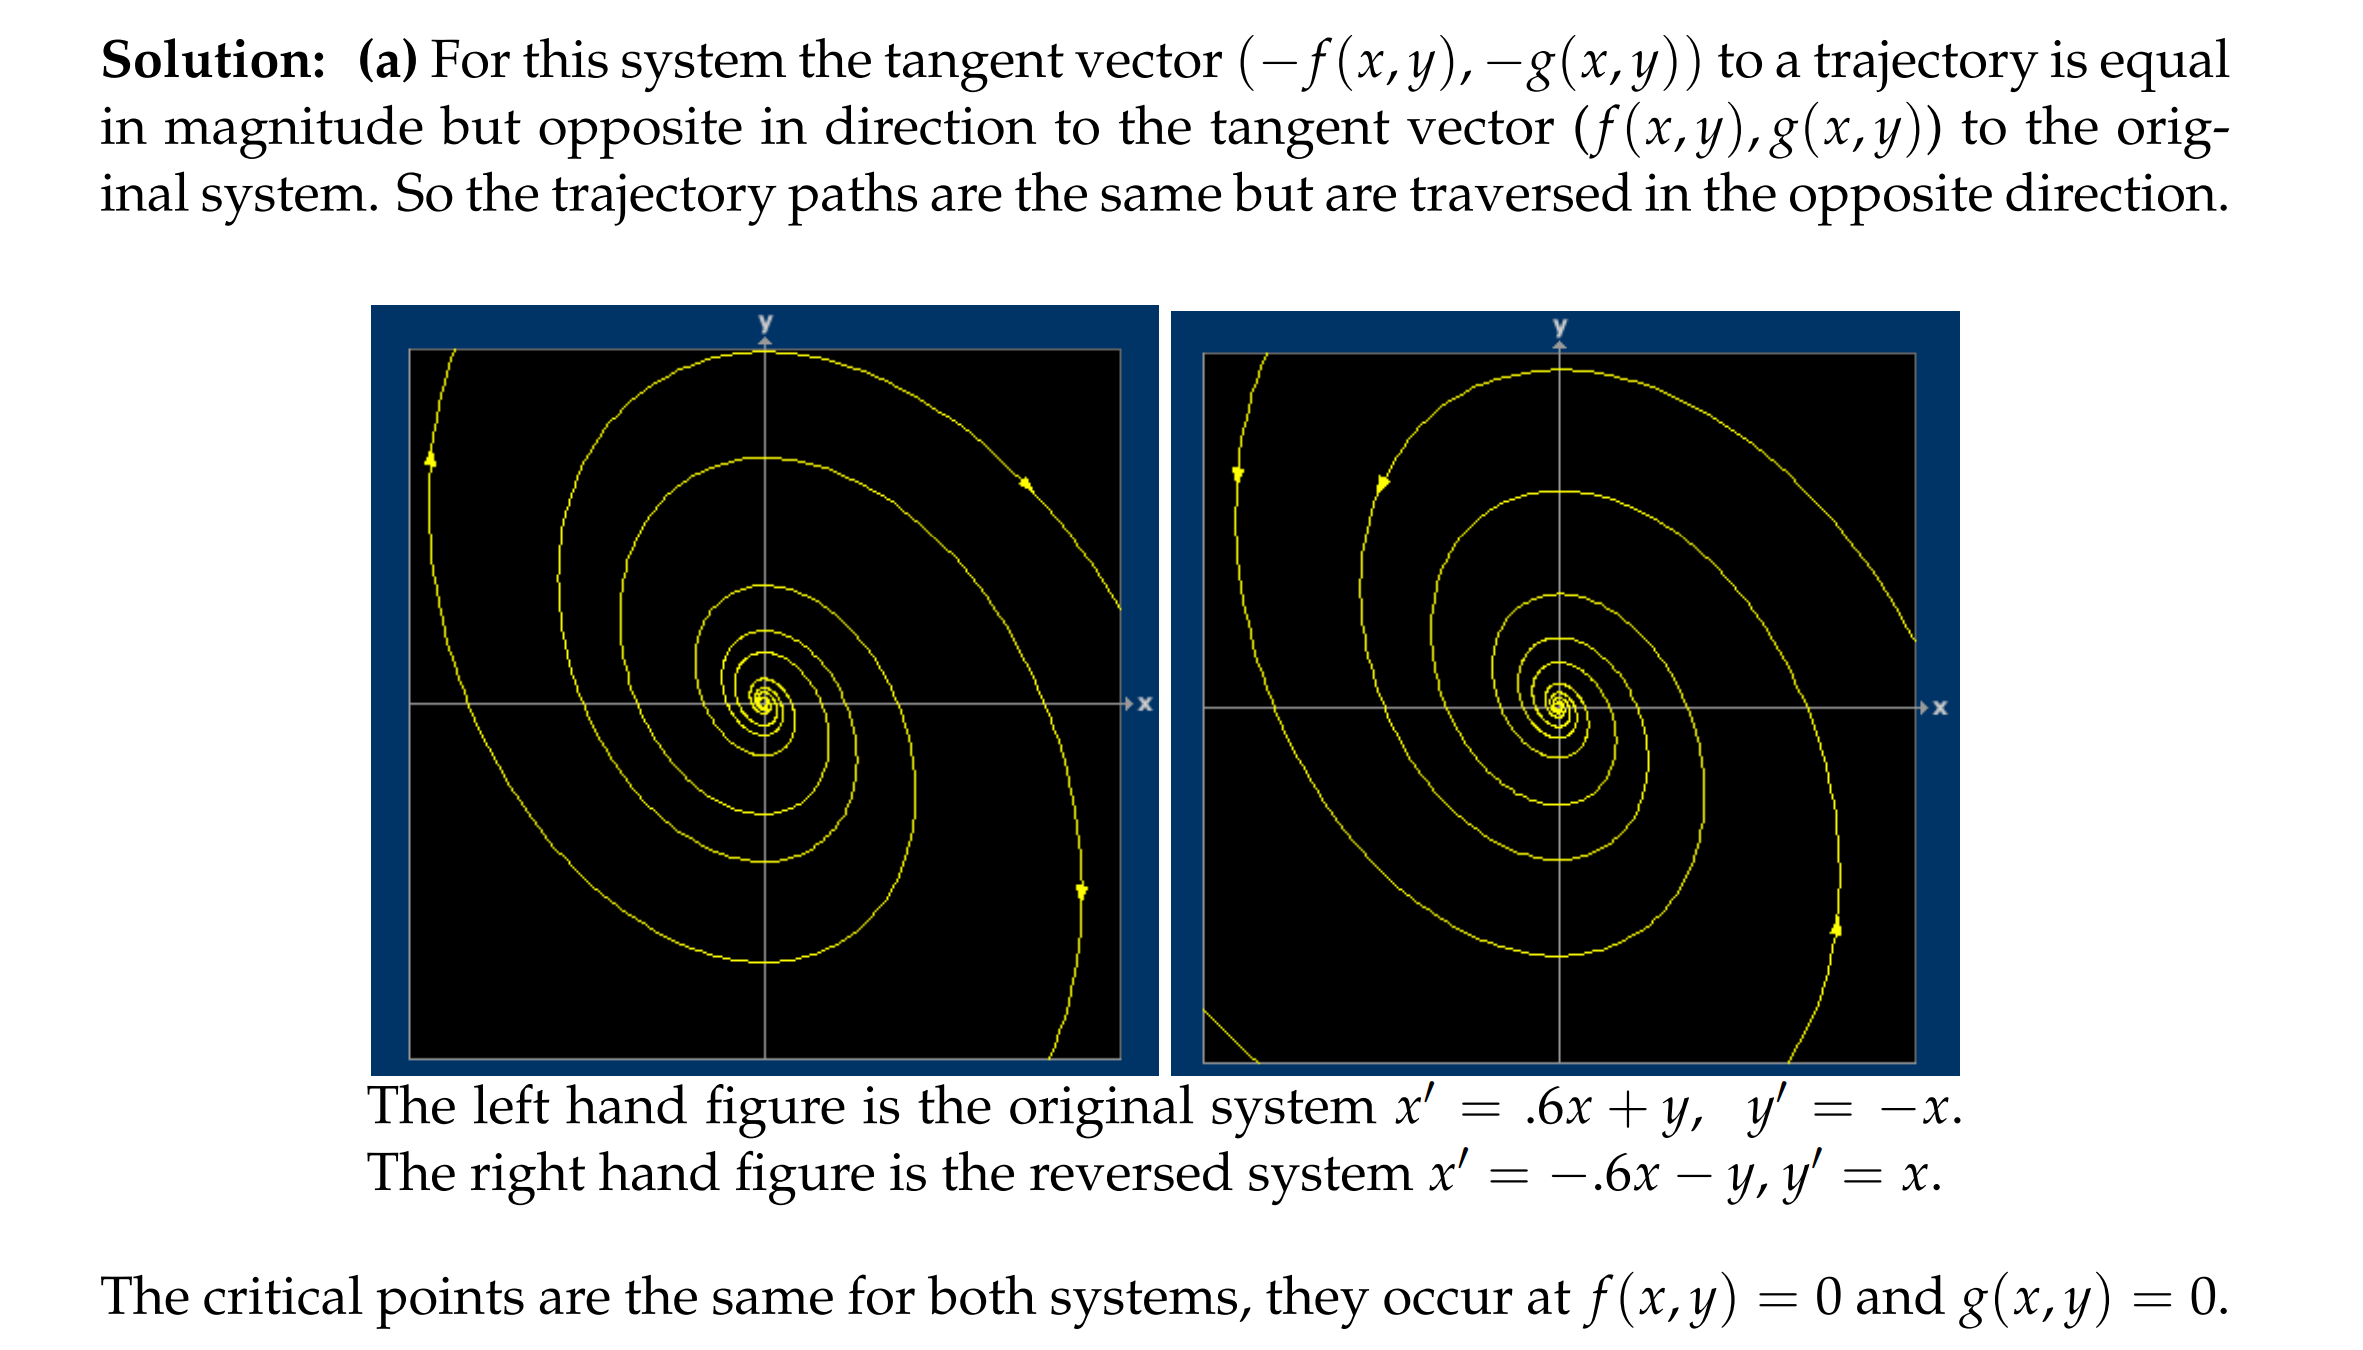 Solution: (a) For this system the tangent vector (−f(x, y), −g(x, y)) to a trajectory is equal
in magnitude but opposite in direction to the tangent vector (f(x, y), g(x, y)) to the orig-
inal system. So the trajectory paths are the same but are traversed in the opposite direction.
y
x
y
x
The left hand figure is the original system x′ = .6x + y, y′ = −x.
The right hand figure is the reversed system x′ = −.6x − y, y′ = x.
The critical points are the same for both systems, they occur at f(x, y) = 0 and g(x, y) = 0.